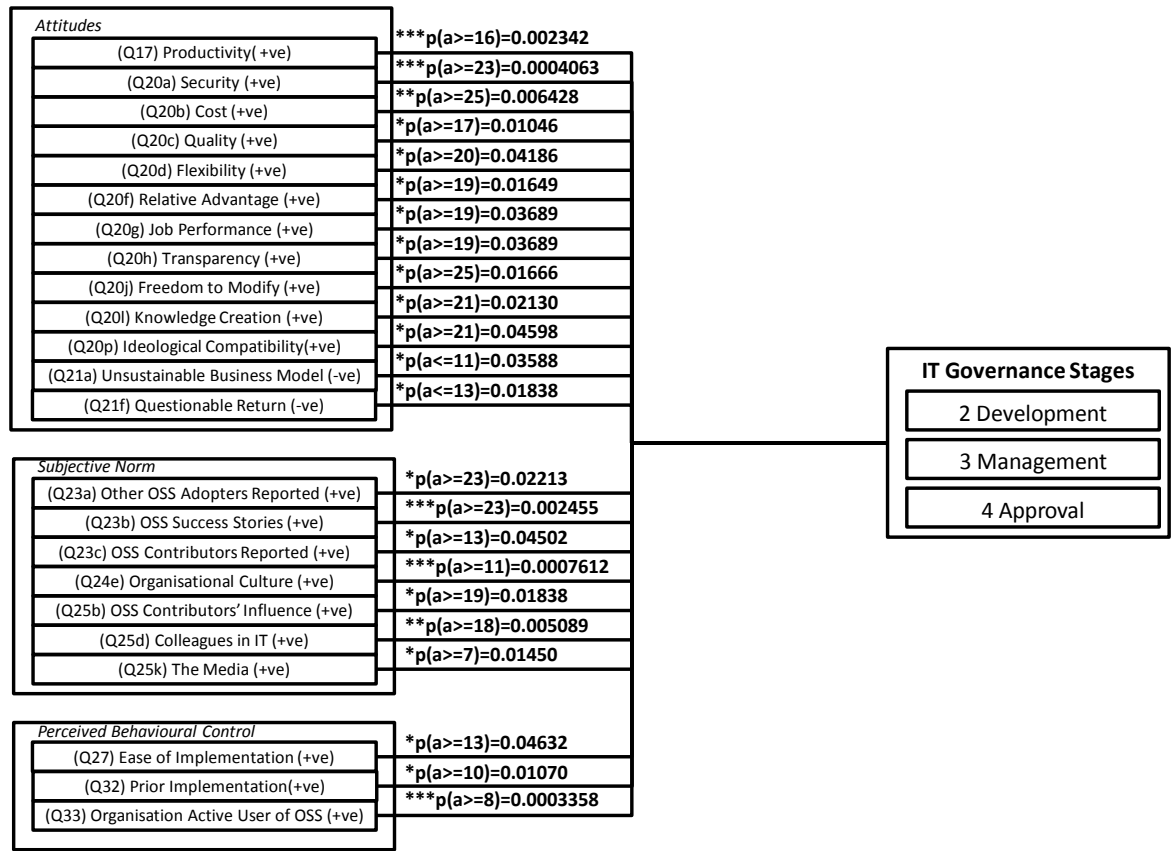 Attitudes
(Q17) Productivity( +ve)
***p(a>=16)=0.002342
(Q20a) Security (+ve)
***p(a>=23)=0.0004063
(Q20b) Cost (+ve)
**p(a>=25)=0.006428
(Q20c) Quality (+ve)
*p(a>=17)=0.01046
(Q20d) Flexibility (+ve)
*p(a>=20)=0.04186
(Q20f) Relative Advantage (+ve)
*p(a>=19)=0.01649
(Q20g) Job Performance (+ve)
*p(a>=19)=0.03689
(Q20h) Transparency (+ve)
*p(a>=19)=0.03689
(Q20j) Freedom to Modify (+ve)
*p(a>=25)=0.01666
(Q20l) Knowledge Creation (+ve)
*p(a>=21)=0.02130
(Q20p) Ideological Compatibility(+ve)
*p(a>=21)=0.04598
(Q21a) Unsustainable Business Model (-ve)
*p(a<=11)=0.03588
(Q21f) Questionable Return (-ve)
*p(a<=13)=0.01838
Subjective Norm
(Q23a) Other OSS Adopters Reported (+ve)
*p(a>=23)=0.02213
(Q23b) OSS Success Stories (+ve)
***p(a>=23)=0.002455
(Q23c) OSS Contributors Reported (+ve)
*p(a>=13)=0.04502
(Q24e) Organisational Culture (+ve)
***p(a>=11)=0.0007612
(Q25b) OSS Contributors' Influence (+ve)
*p(a>=19)=0.01838
(Q25d) Colleagues in IT (+ve)
**p(a>=18)=0.005089
(Q25k) The Media (+ve)
*p(a>=7)=0.01450
Perceived Behavioural Control
(Q27) Ease of Implementation (+ve)
*p(a>=13)=0.04632
(Q32) Prior Implementation(+ve)
*p(a>=10)=0.01070
(Q33) Organisation Active User of OSS (+ve)
***p(a>=8)=0.0003358
IT Governance Stages
2 Development
3 Management
4 Approval